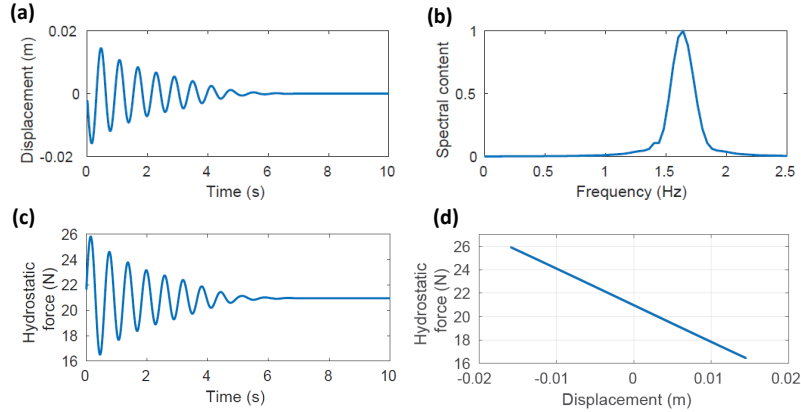 (a)
Displacement (m)
0.02
0
-0.02
0 2 4 6 8 10
Time (s)
(b)
Spectral content
1
0.5
0
0 0.5 1 1.5 2 2.5
Frequency (Hz)
(c)
Hydrostatic
force (N)
26
24
22
20
18
16
0 2 4 6 8 10
Time (s)
(d)
Hydrostatic
force (N)
26
24
22
20
18
16
-0.02 -0.01 0 0.01 0.02
Displacement (m)